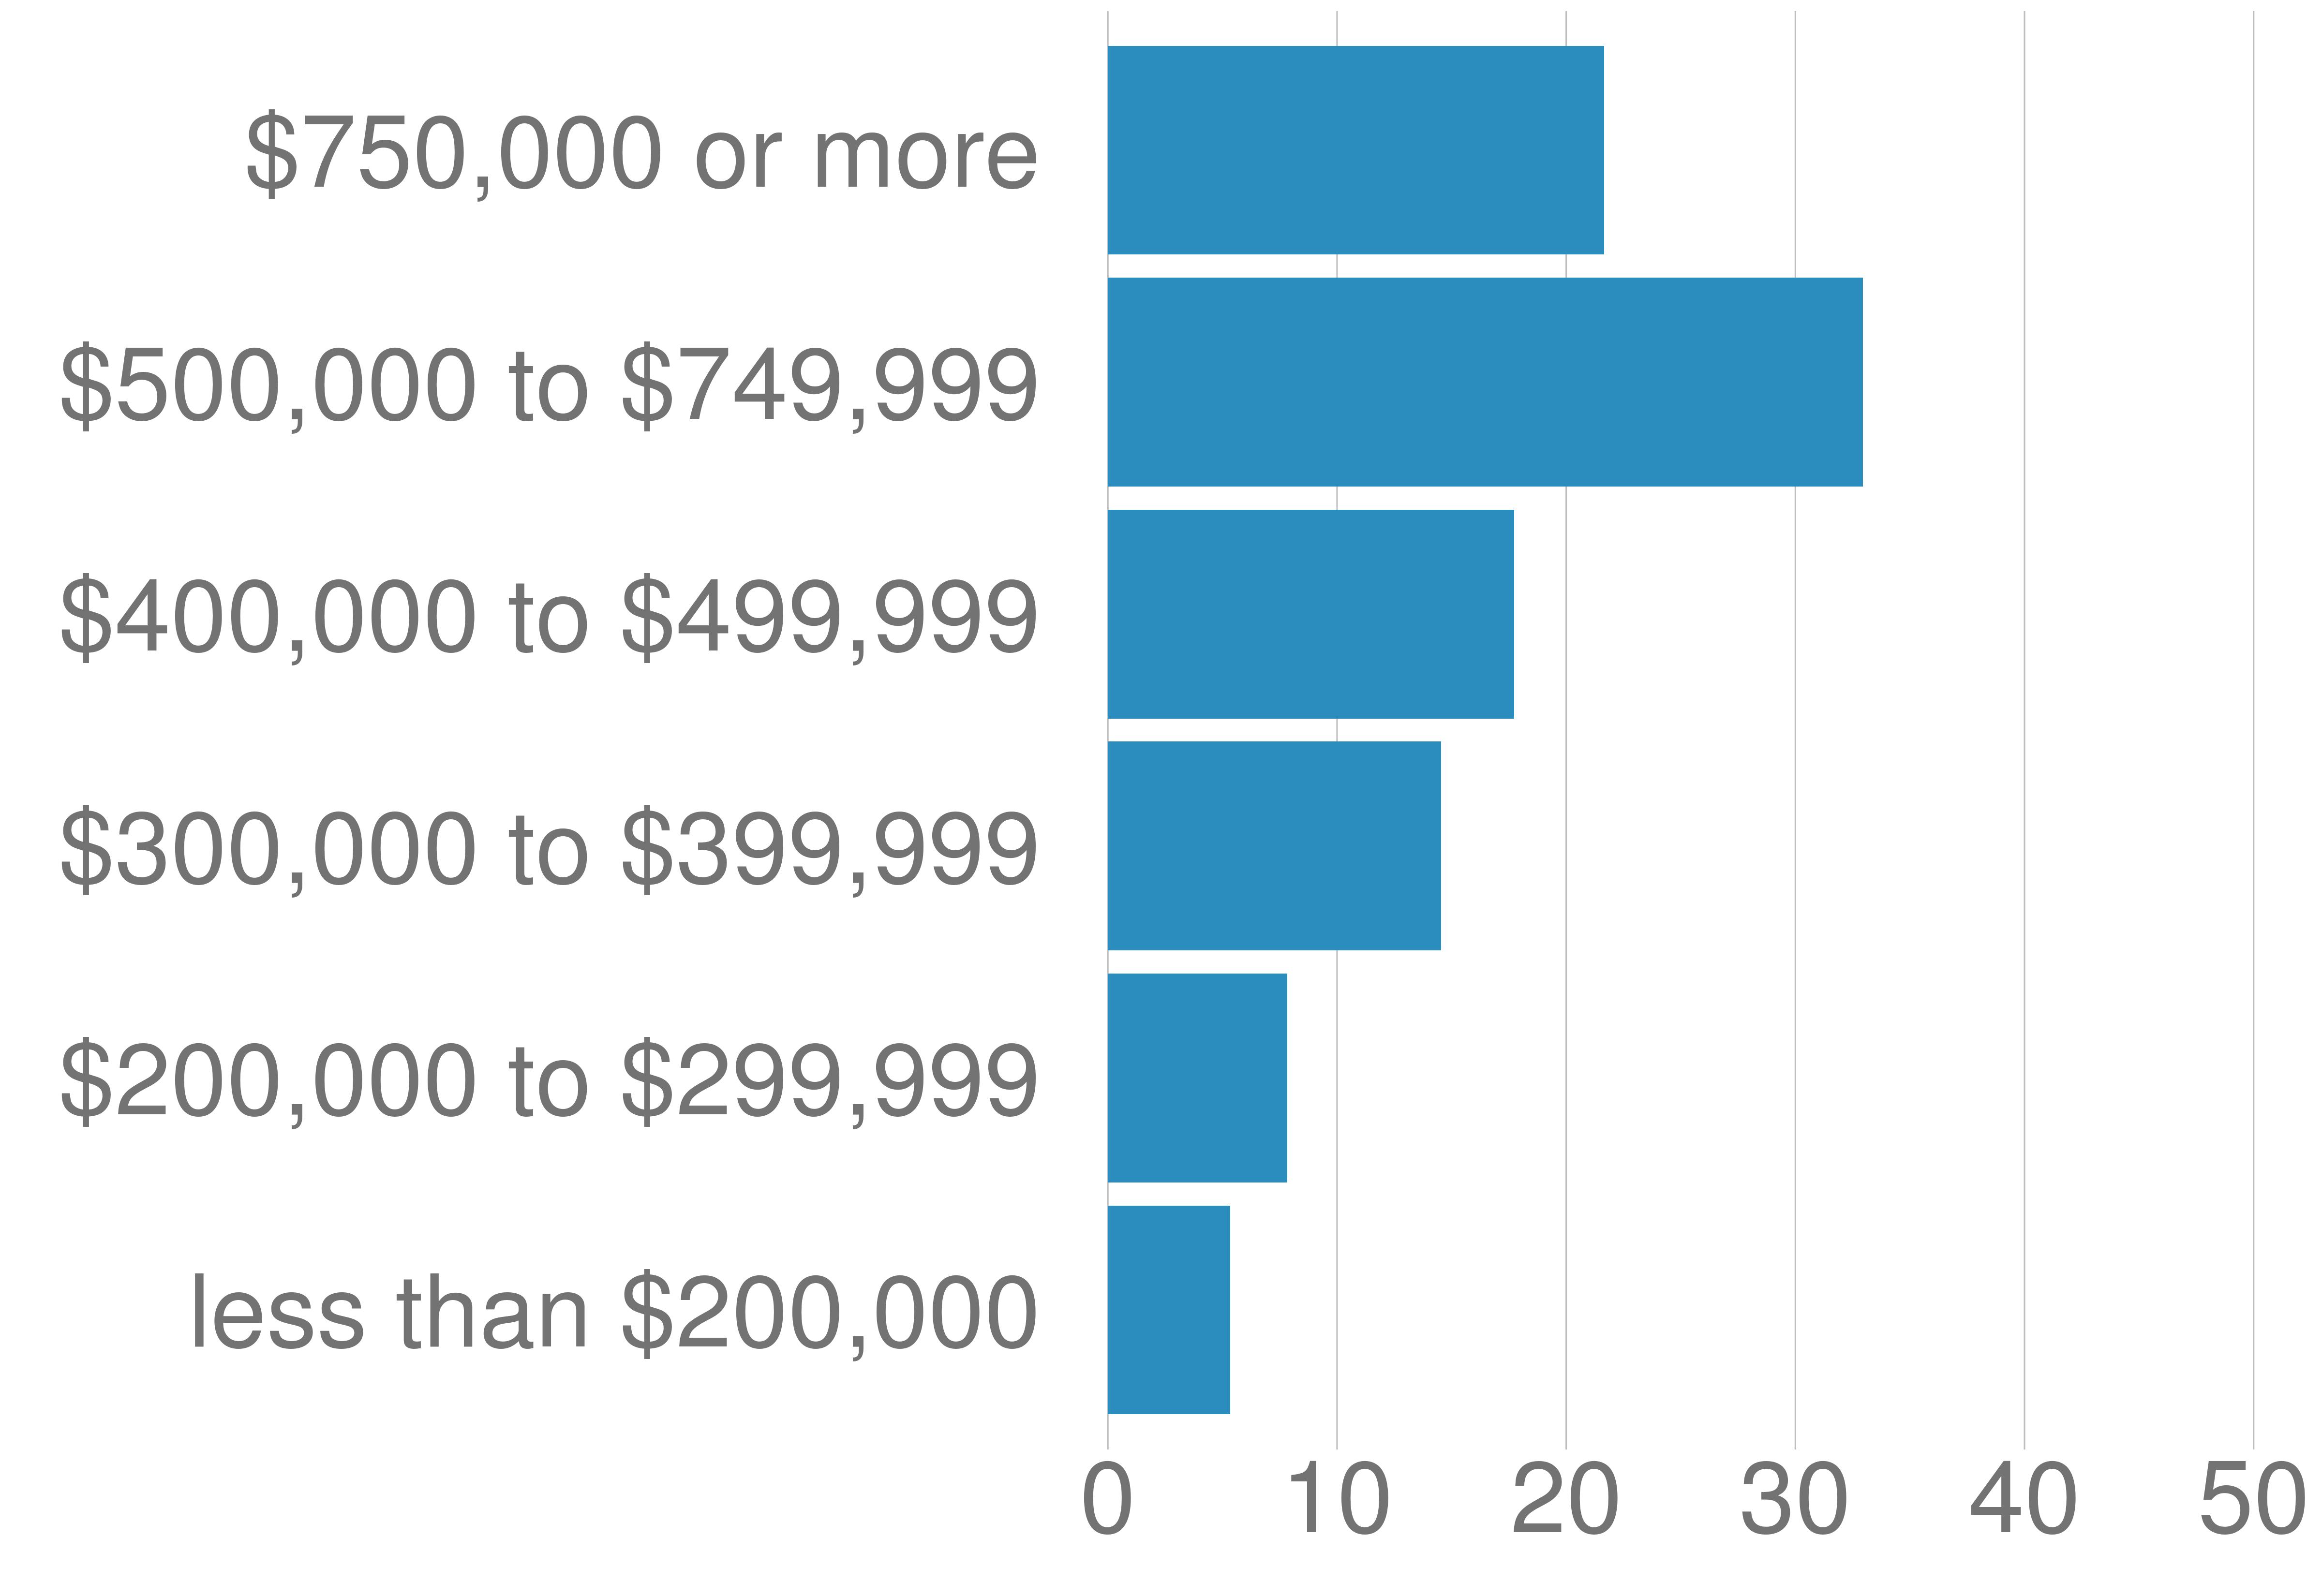 $750,000 or more
$500,000 to $749,999
$400,000 to $499,999
$300,000 to $399,999
$200,000 to $299,999
less than $200,000
0 10 20 30 40 50